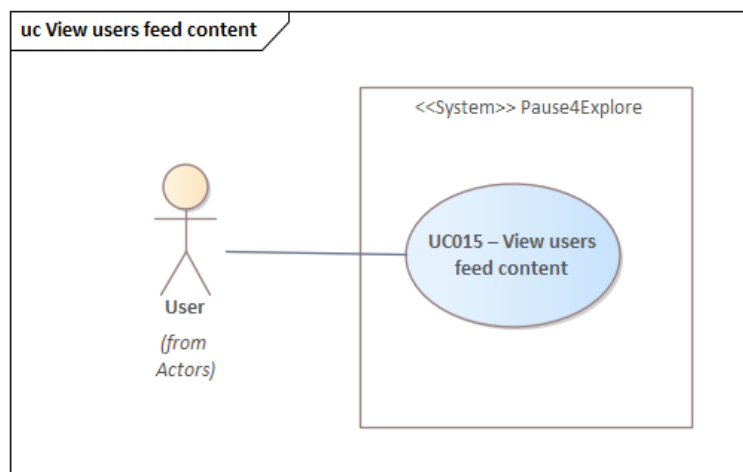 uc View users feed content
<<System>> Pause4Explore
UC015 – View users
feed content
User
(from
Actors)